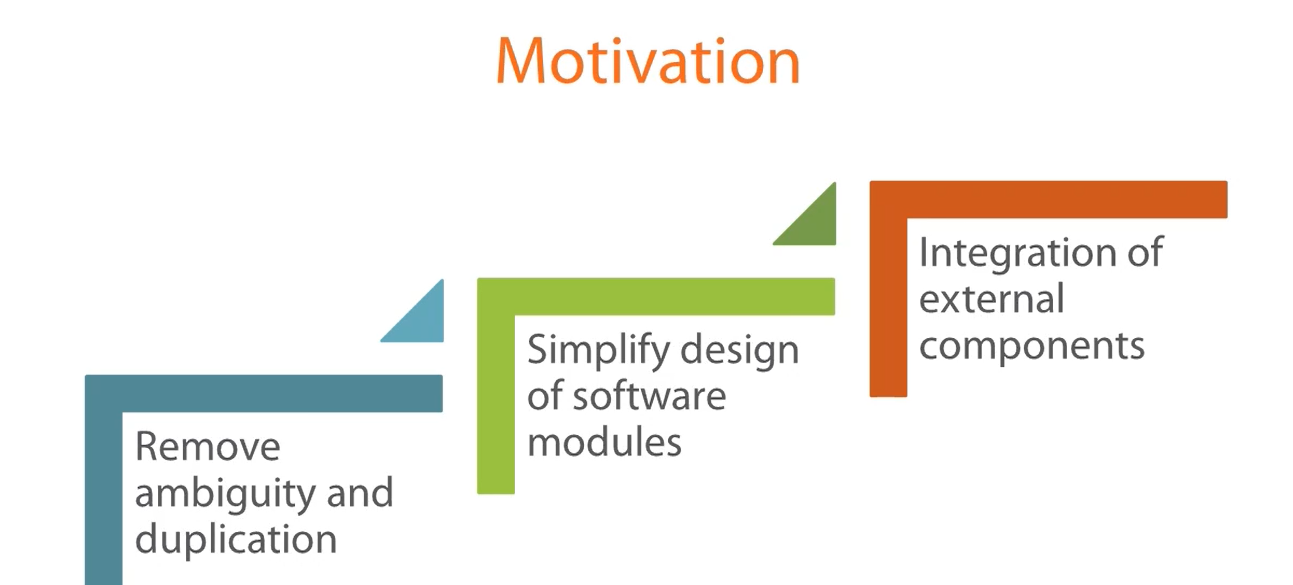 Motivation
Remove
ambiguity and
duplication
Simplify design
of software
modules
Integration of
external
components